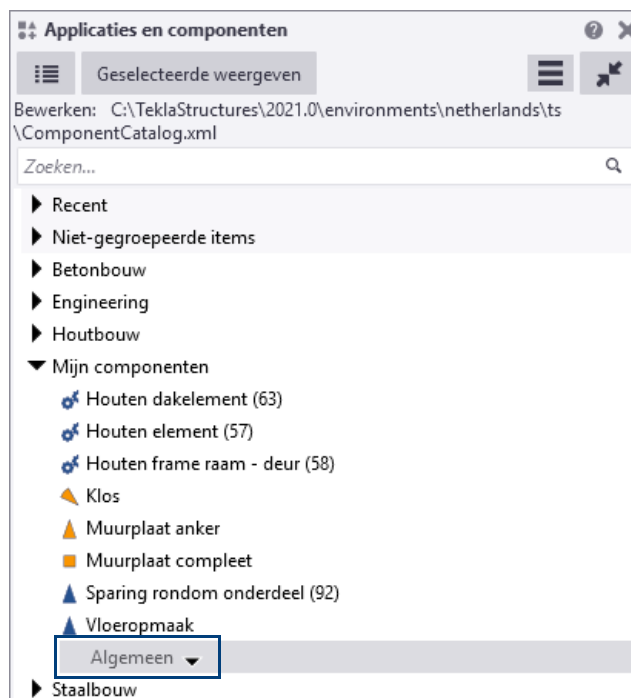 Applicaties en componenten
Geselecteerde weergeven
Bewerken: C:\TeklaStructures\2021.0\environments\netherlands\ts
\ComponentCatalog.xml
Zoeken...
Recent
Niet-gegroepeerde items
Betonbouw
Engineering
Houtbouw
Mijn componenten
Houten dakelement (63)
Houten element (57)
Houten frame raam - deur (58)
Klos
Muurplaat anker
Muurplaat compleet
Sparing rondom onderdeel (92)
Vloeropmaak
Algemeen
Staalbouw